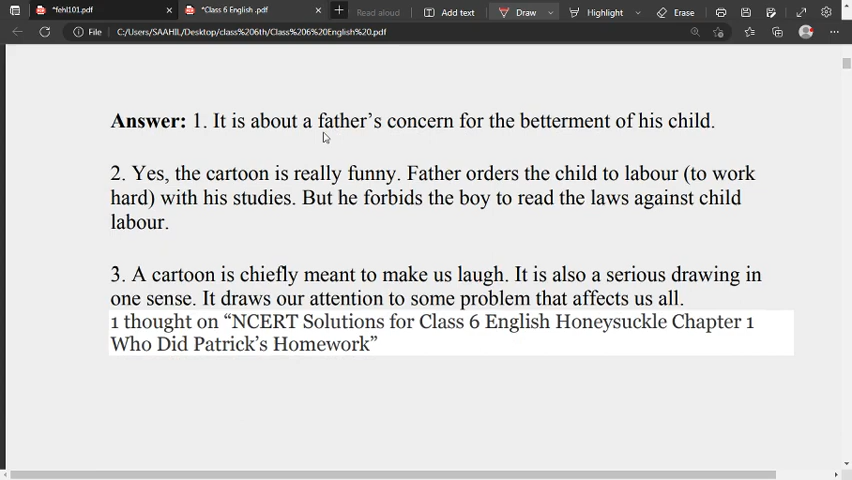 *fehl101.pdf
*Class 6 English .pdf
Read aloud
Add text
Draw
Highlight
Erase
File
C:/Users/SAAHIL/Desktop/class%206th/Class%206%20English%20.pdf
Answer: 1. It is about a father’s concern for the betterment of his child.
2. Yes, the cartoon is really funny. Father orders the child to labour (to work
hard) with his studies. But he forbids the boy to read the laws against child
labour.
3. A cartoon is chiefly meant to make us laugh. It is also a serious drawing in
one sense. It draws our attention to some problem that affects us all.
1 thought on “NCERT Solutions for Class 6 English Honeysuckle Chapter 1
Who Did Patrick’s Homework”